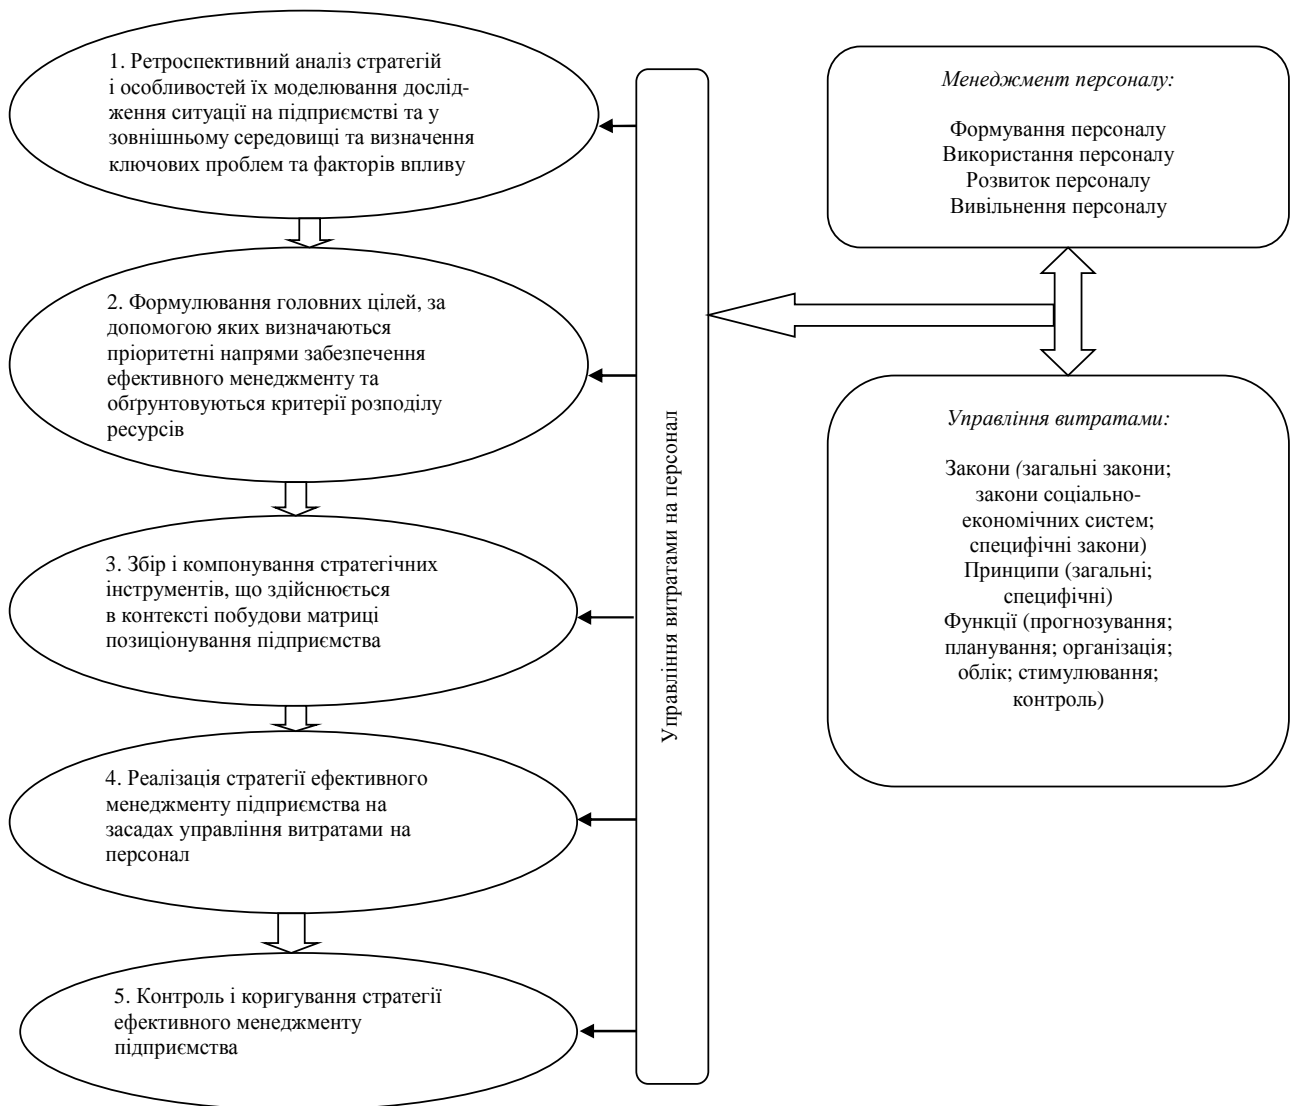 1. Ретроспективний аналіз стратегій
і особливостей їх моделювання дослід-
ження ситуації на підприємстві та у
зовнішньому середовищі та визначення
ключових проблем та факторів впливу
2. Формулювання головних цілей, за
допомогою яких визначаються
пріоритетні напрями забезпечення
ефективного менеджменту та
обґрунтовуються критерії розподілу
ресурсів
3. Збір і компонування стратегічних
інструментів, що здійснюється
в контексті побудови матриці
позиціонування підприємства
4. Реалізація стратегії ефективного
менеджменту підприємства на
засадах управління витратами на
персонал
5. Контроль і коригування стратегії
ефективного менеджменту
підприємства
Управління витратами на персонал
Менеджмент персоналу:
Формування персоналу
Використання персоналу
Розвиток персоналу
Вивільнення персоналу
Управління витратами:
Закони (загальні закони;
закони соціально-
економічних систем;
специфічні закони)
Принципи (загальні;
специфічні)
Функції (прогнозування;
планування; організація;
облік; стимулювання;
контроль)